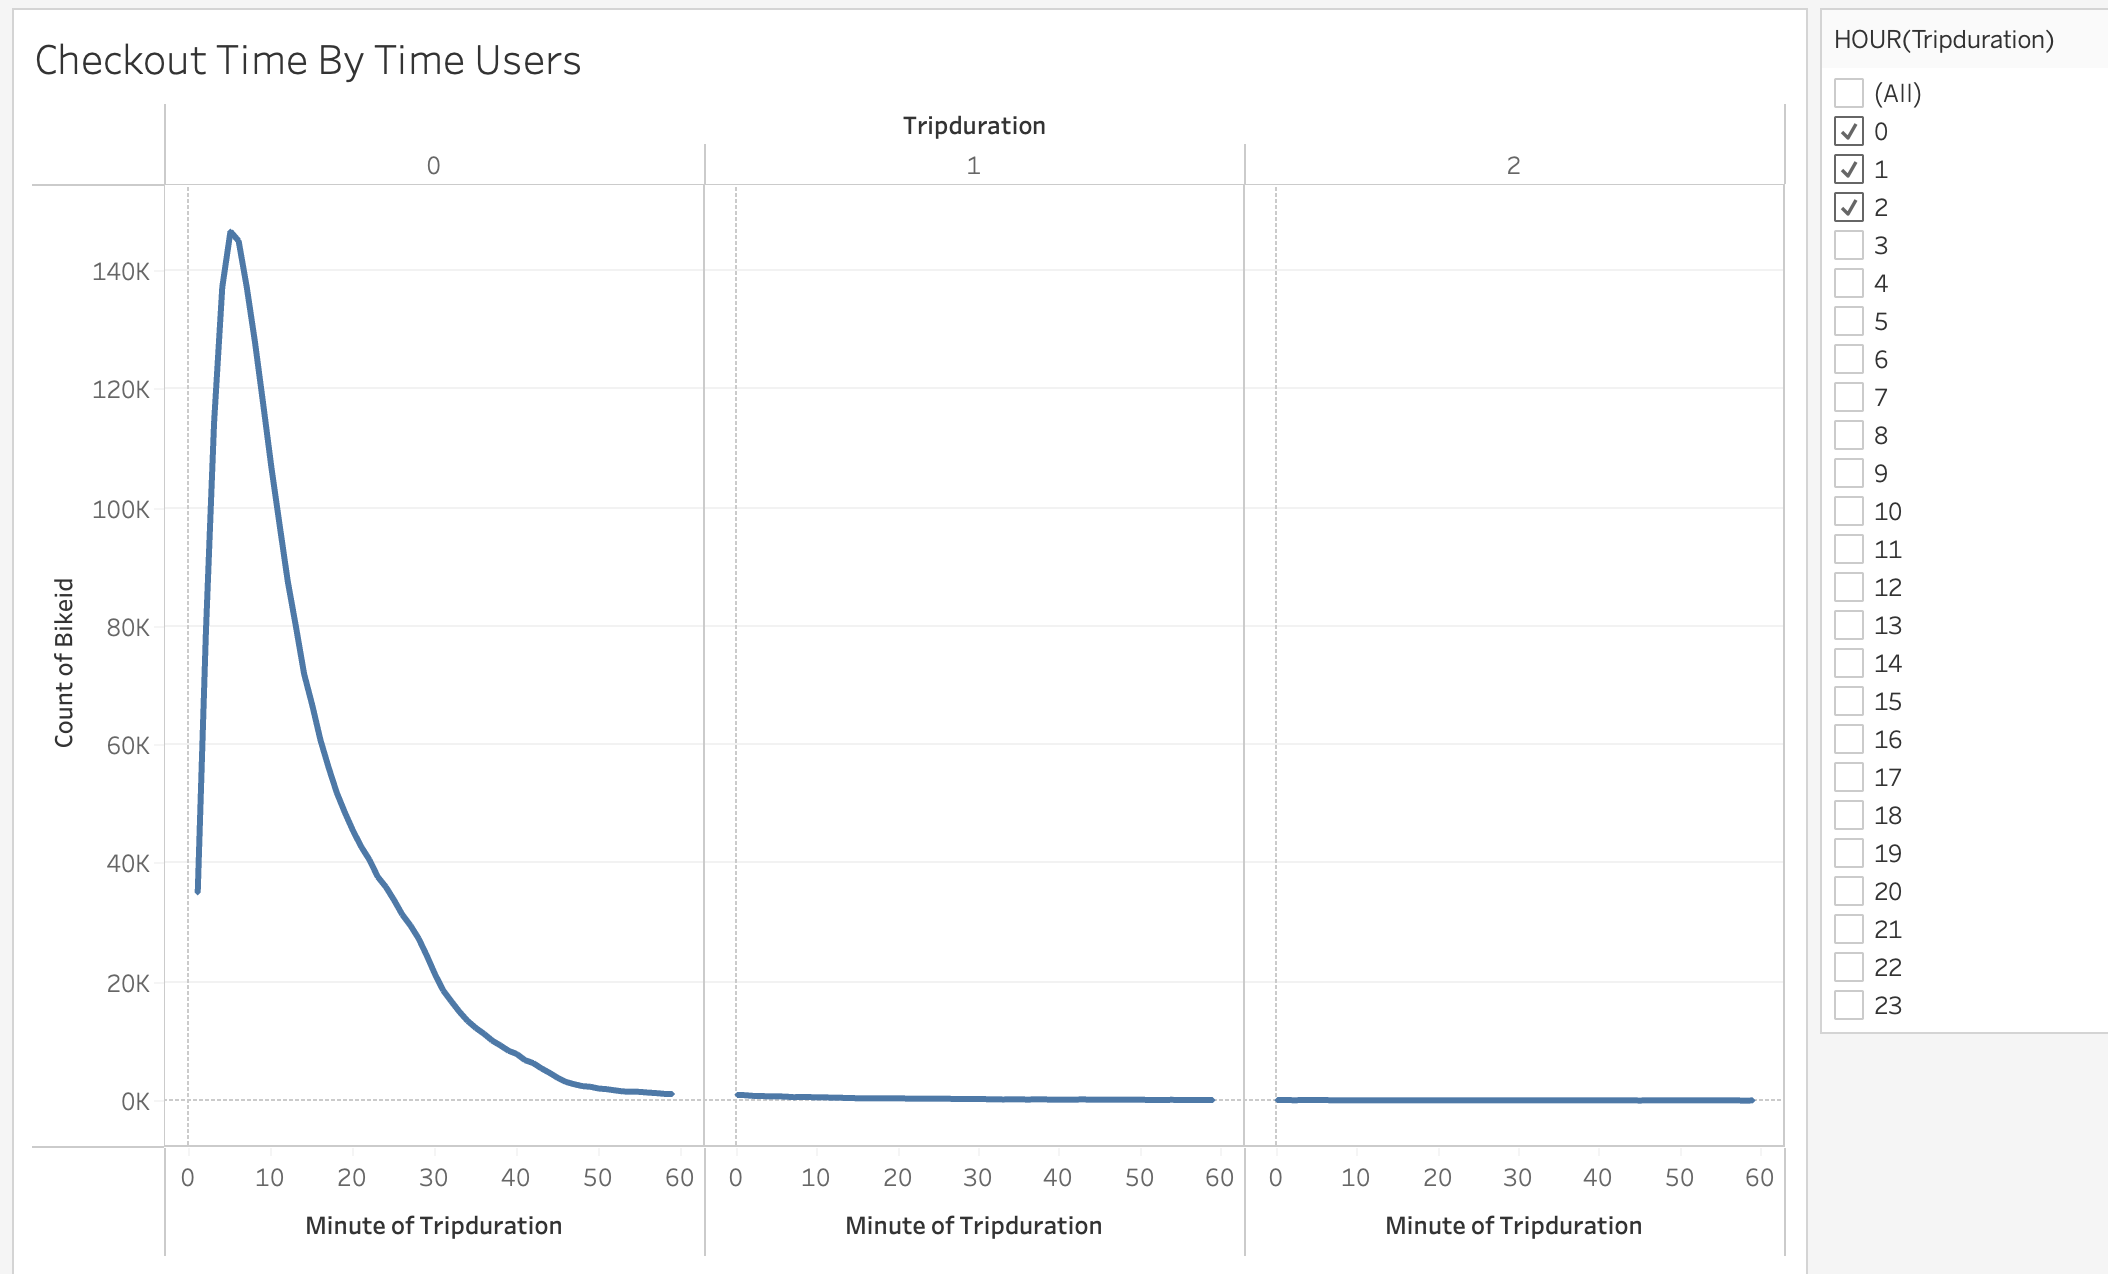 Checkout Time By Time Users
Tripduration
0 1 2
140K
120K
100K
80K
60K
40K
20K
0K
Count of Bikeid
0 10 20 30 40 50 60 0 10 20 30 40 50 60 0 10 20 30 40 50 60
Minute of Tripduration Minute of Tripduration Minute of Tripduration
HOUR(Tripduration)
(All)
0
1
2
3
4
5
6
7
8
9
10
11
12
13
14
15
16
17
18
19
20
21
22
23